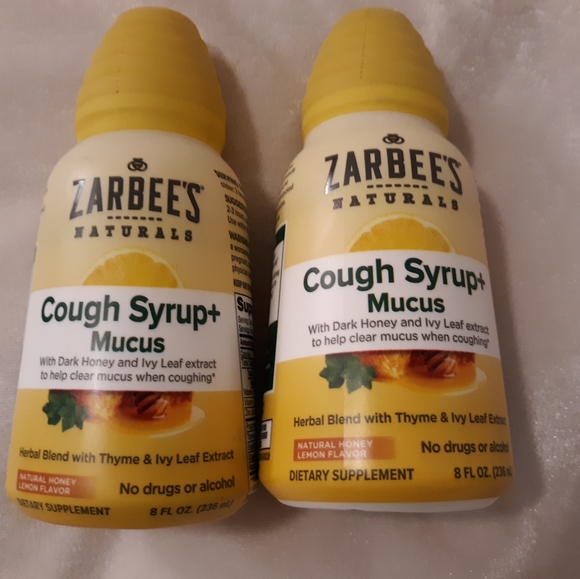 ZARBEE'S
NATURALS
Cough Syrup+
Mucus
With Dark Honey and Ivy Leaf extract
to help clear mucus when coughing*
Herbal Blend with Thyme & Ivy Leaf Extract
NATURAL HONEY
LEMON FLAVOR
No drugs or alcohol
DIETARY SUPPLEMENT
8 FL OZ. (236 mL)
ZARBEE'S
NATURALS
Cough Syrup+
Mucus
With Dark Honey and Ivy Leaf extract
to help clear mucus when coughing*
Herbal Blend with Thyme & Ivy Leaf Extract
NATURAL HONEY
LEMON FLAVOR
No drugs or alcohol
DIETARY SUPPLEMENT
8 FL OZ. (236 mL